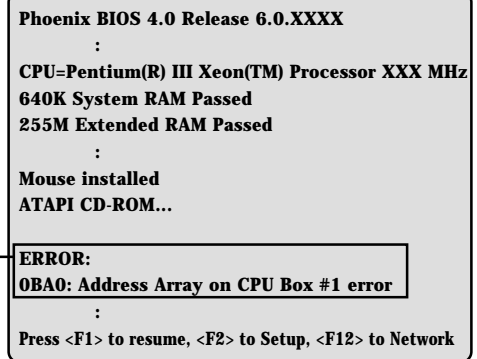 Phoenix BIOS 4.0 Release 6.0.XXXX
:
CPU=Pentium(R) III Xeon(TM) Processor XXX MHz
640K System RAM Passed
255M Extended RAM Passed
:
Mouse installed
ATAPI CD-ROM...
ERROR:
0BA0: Address Array on CPU Box #1 error
:
Press <F1> to resume, <F2> to Setup, <F12> to Network